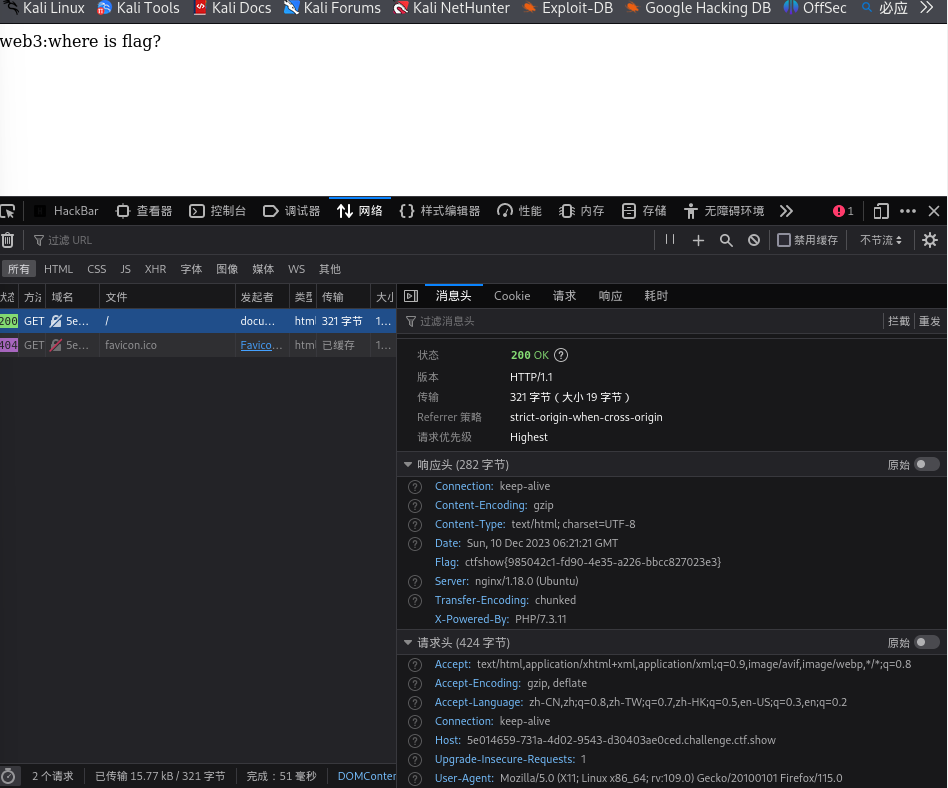 Kali Linux Kali Tools Kali Docs Kali Forums Kali NetHunter Exploit-DB Google Hacking DB OffSec 必应
web3:where is flag?
HackBar 查看器 控制台 调试器 网络 样式编辑器 性能 内存 存储 无障碍环境 1
过滤 URL 禁用缓存 不节流
所有 HTML CSS JS XHR 字体 图像 媒体 WS 其他
方法 域名 文件 发起者 传输
200 GET 5e... / docu... html 321 字节 1...
404 GET 5e... favicon.ico Favico... html 已缓存 1...
消息头 Cookie 请求 响应 耗时
过滤消息头 拦截 重发
状态 200 OK
版本 HTTP/1.1
传输 321 字节（大小 19 字节）
Referrer 策略 strict-origin-when-cross-origin
请求优先级 Highest
响应头 (282 字节) 原始
Connection: keep-alive
Content-Encoding: gzip
Content-Type: text/html; charset=UTF-8
Date: Sun, 10 Dec 2023 06:21:21 GMT
Flag: ctfshow{985042c1-fd90-4e35-a226-bbcc827023e3}
Server: nginx/1.18.0 (Ubuntu)
Transfer-Encoding: chunked
X-Powered-By: PHP/7.3.11
请求头 (424 字节) 原始
Accept: text/html,application/xhtml+xml,application/xml;q=0.9,image/avif,image/webp,*/*;q=0.8
Accept-Encoding: gzip, deflate
Accept-Language: zh-CN,zh;q=0.8,zh-TW;q=0.7,zh-HK;q=0.5,en-US;q=0.3,en;q=0.2
Connection: keep-alive
Host: 5e014659-731a-4d02-9543-d30403ae0ced.challenge.ctf.show
Upgrade-Insecure-Requests: 1
User-Agent: Mozilla/5.0 (X11; Linux x86_64; rv:109.0) Gecko/20100101 Firefox/115.0
2 个请求 已传输 15.77 kB / 321 字节 完成：51 毫秒 DOMConten